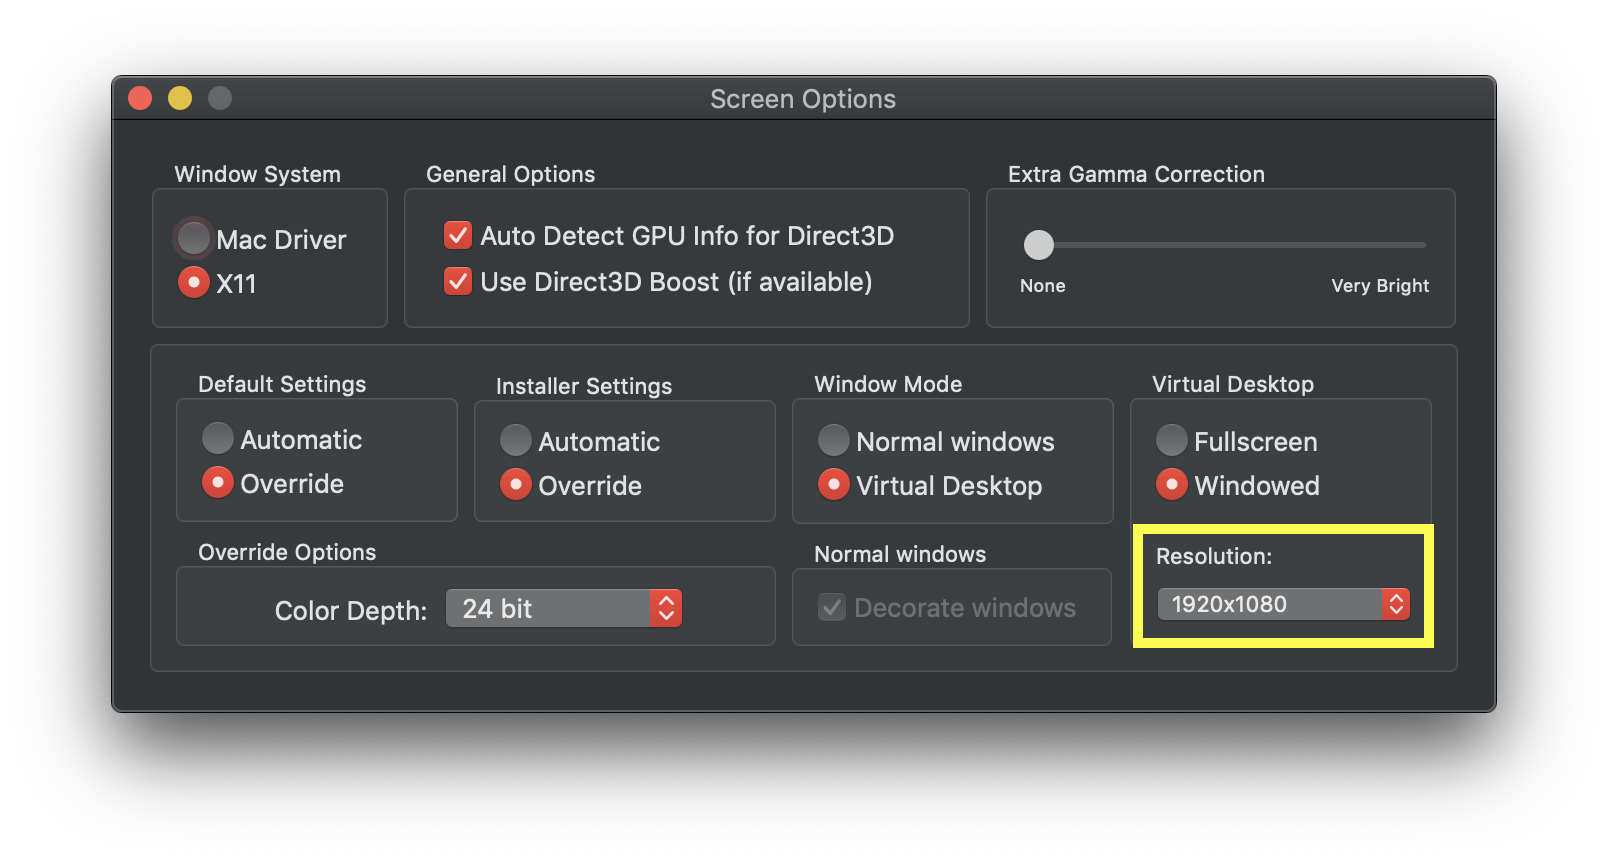 Screen Options
Window System
Mac Driver
X11
General Options
Auto Detect GPU Info for Direct3D
Use Direct3D Boost (if available)
Extra Gamma Correction
None
Very Bright
Default Settings
Automatic
Override
Installer Settings
Automatic
Override
Window Mode
Normal windows
Virtual Desktop
Virtual Desktop
Fullscreen
Windowed
Override Options
Color Depth: 24 bit
Normal windows
Decorate windows
Resolution:
1920x1080